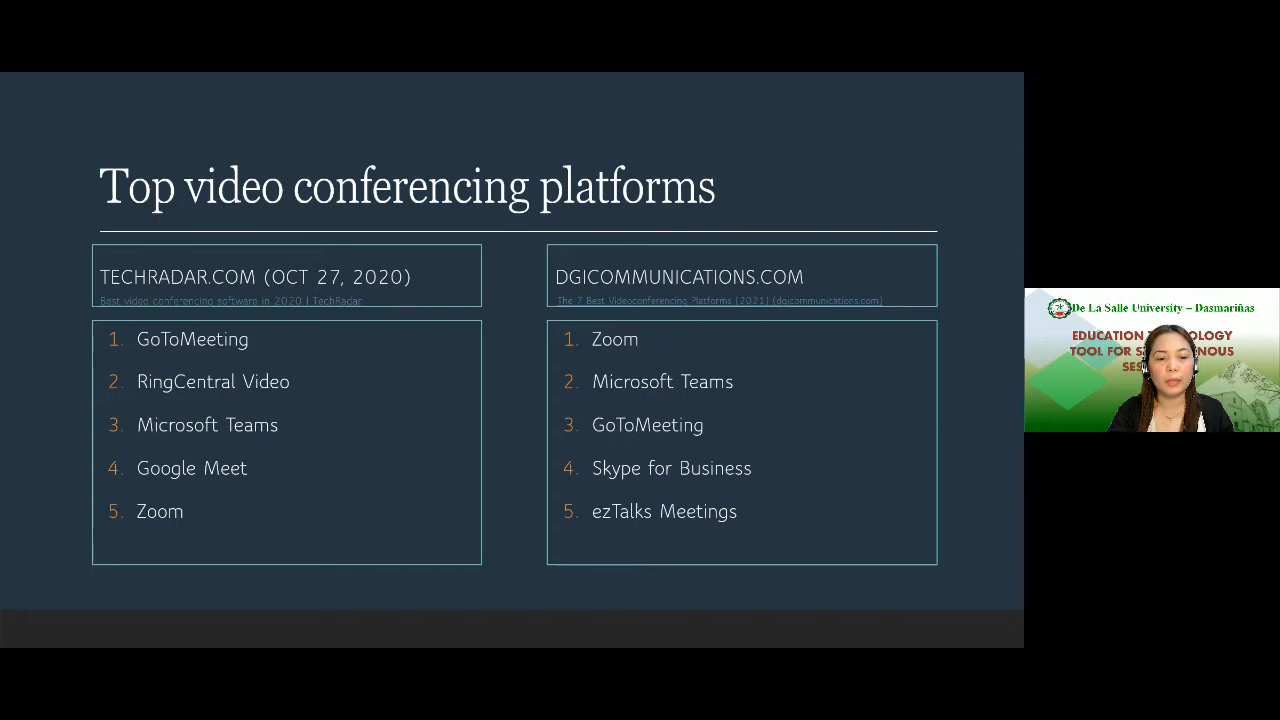 Top video conferencing platforms
TECHRADAR.COM (OCT 27, 2020)
Best video conferencing software in 2020 | TechRadar
1. GoToMeeting
2. RingCentral Video
3. Microsoft Teams
4. Google Meet
5. Zoom
DGICOMMUNICATIONS.COM
The 7 Best Videoconferencing Platforms [2021] (dgicommunications.com)
1. Zoom
2. Microsoft Teams
3. GoToMeeting
4. Skype for Business
5. ezTalks Meetings
De La Salle University – Dasmariñas
EDUCATION
TOOL FOR